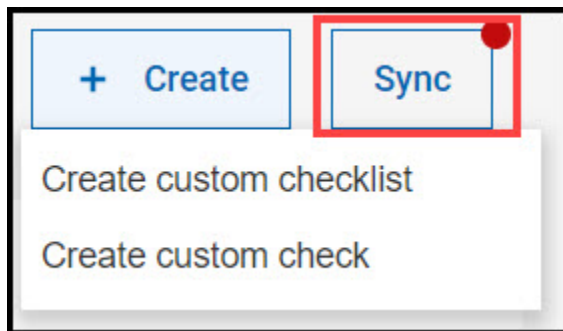 + Create
Sync
Create custom checklist
Create custom check